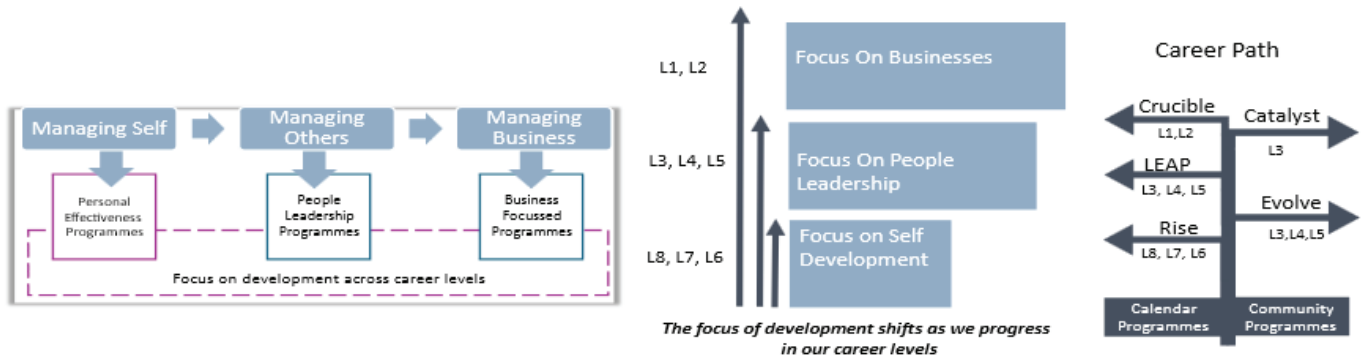 Managing Self
Managing
Others
Managing
Business
Personal
Effectiveness
Programmes
People
Leadership
Programmes
Business
Focussed
Programmes
Focus on development across career levels
L1, L2
Focus On Businesses
L3, L4, L5
Focus On People
Leadership
L8, L7, L6
Focus on Self
Development
The focus of development shifts as we progress
in our career levels
Career Path
Crucible
L1,L2
Catalyst
L3
LEAP
L3, L4, L5
Evolve
L3,L4,L5
Rise
L8, L7, L6
Calendar
Programmes
Community
Programmes